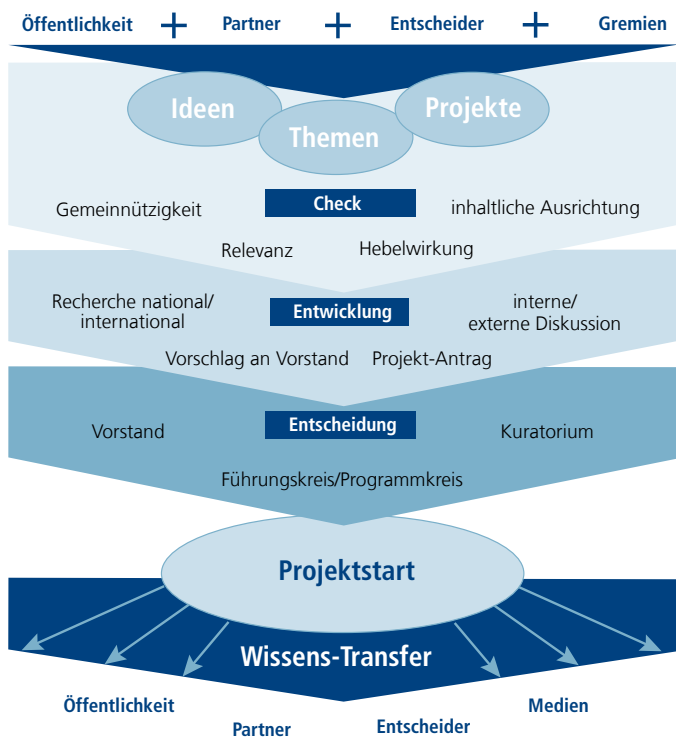 Öffentlichkeit + Partner + Entscheider + Gremien
Ideen
Projekte
Themen
Check
Gemeinnützigkeit
inhaltliche Ausrichtung
Relevanz
Hebelwirkung
Recherche national/
international
Entwicklung
interne/
externe Diskussion
Vorschlag an Vorstand
Projekt-Antrag
Entscheidung
Vorstand
Kuratorium
Führungskreis/Programmkreis
Projektstart
Wissens-Transfer
Öffentlichkeit
Partner
Entscheider
Medien